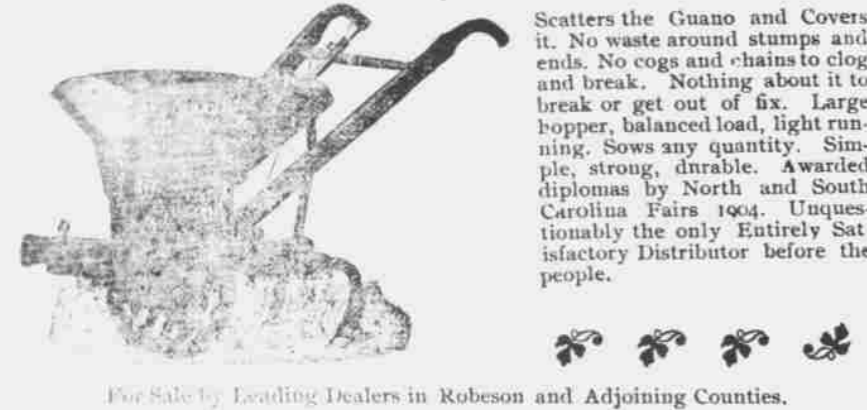 Scatters the Guano and Covers
it. No waste around stumps and
ends. No cogs and chains to clog
and break. Nothing about it to
break or get out of fix. Large
hopper, balanced load, light run-
ning. Sows any quantity. Sim-
ple, strong, dnrable. Awarded
diplomas by North and South
Carolina Fairs 1904. Unques-
tionably the only Entirely Sat
isfactory Distributor before the
people.
For Sale by Leading Dealers in Robeson and Adjoining Counties.